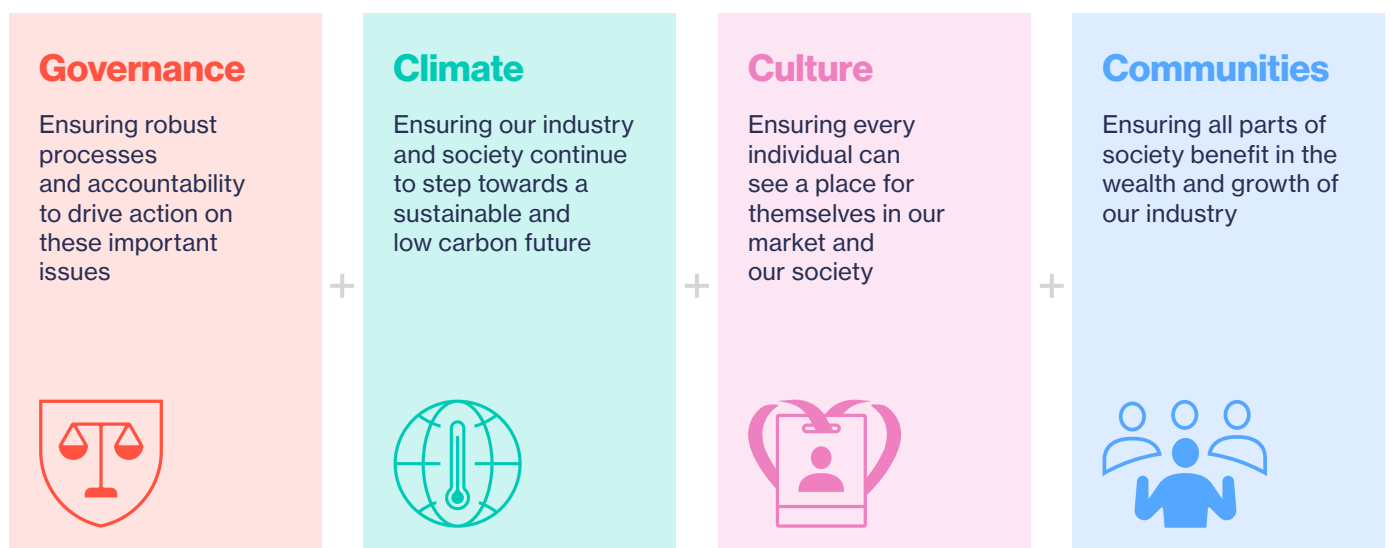 Governance
Ensuring robust
processes
and accountability
to drive action on
these important
issues
+
Climate
Ensuring our industry
and society continue
to step towards a
sustainable and
low carbon future
+
Culture
Ensuring every
individual can
see a place for
themselves in our
market and
our society
+
Communities
Ensuring all parts of
society benefit in the
wealth and growth of
our industry